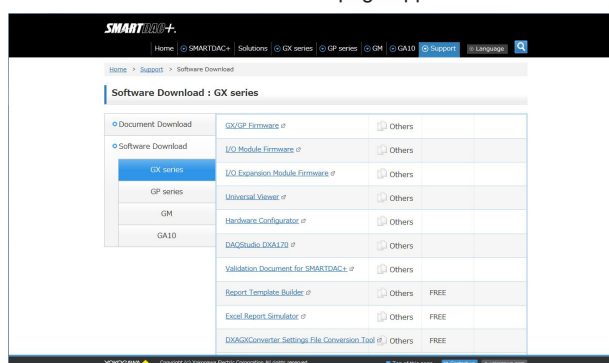 SMARTDAC+.
Home SMARTDAC+ Solutions GX series GP series GM GA10 Support Language
Home > Support > Software Download
Software Download : GX series
Document Download
Software Download
GX series
GP series
GM
GA10
GX/GP Firmware Others
I/O Module Firmware Others
I/O Expansion Module Firmware Others
Universal Viewer Others
Hardware Configurator Others
DAQStudio DXA170 Others
Validation Document for SMARTDAC+ Others
Report Template Builder Others FREE
Excel Report Simulator Others FREE
DXAGXConverter Settings File Conversion Tool Others FREE
YOKOGAWA Copyright (c) Yokogawa Electric Corporation All rights reserved. Top of this page